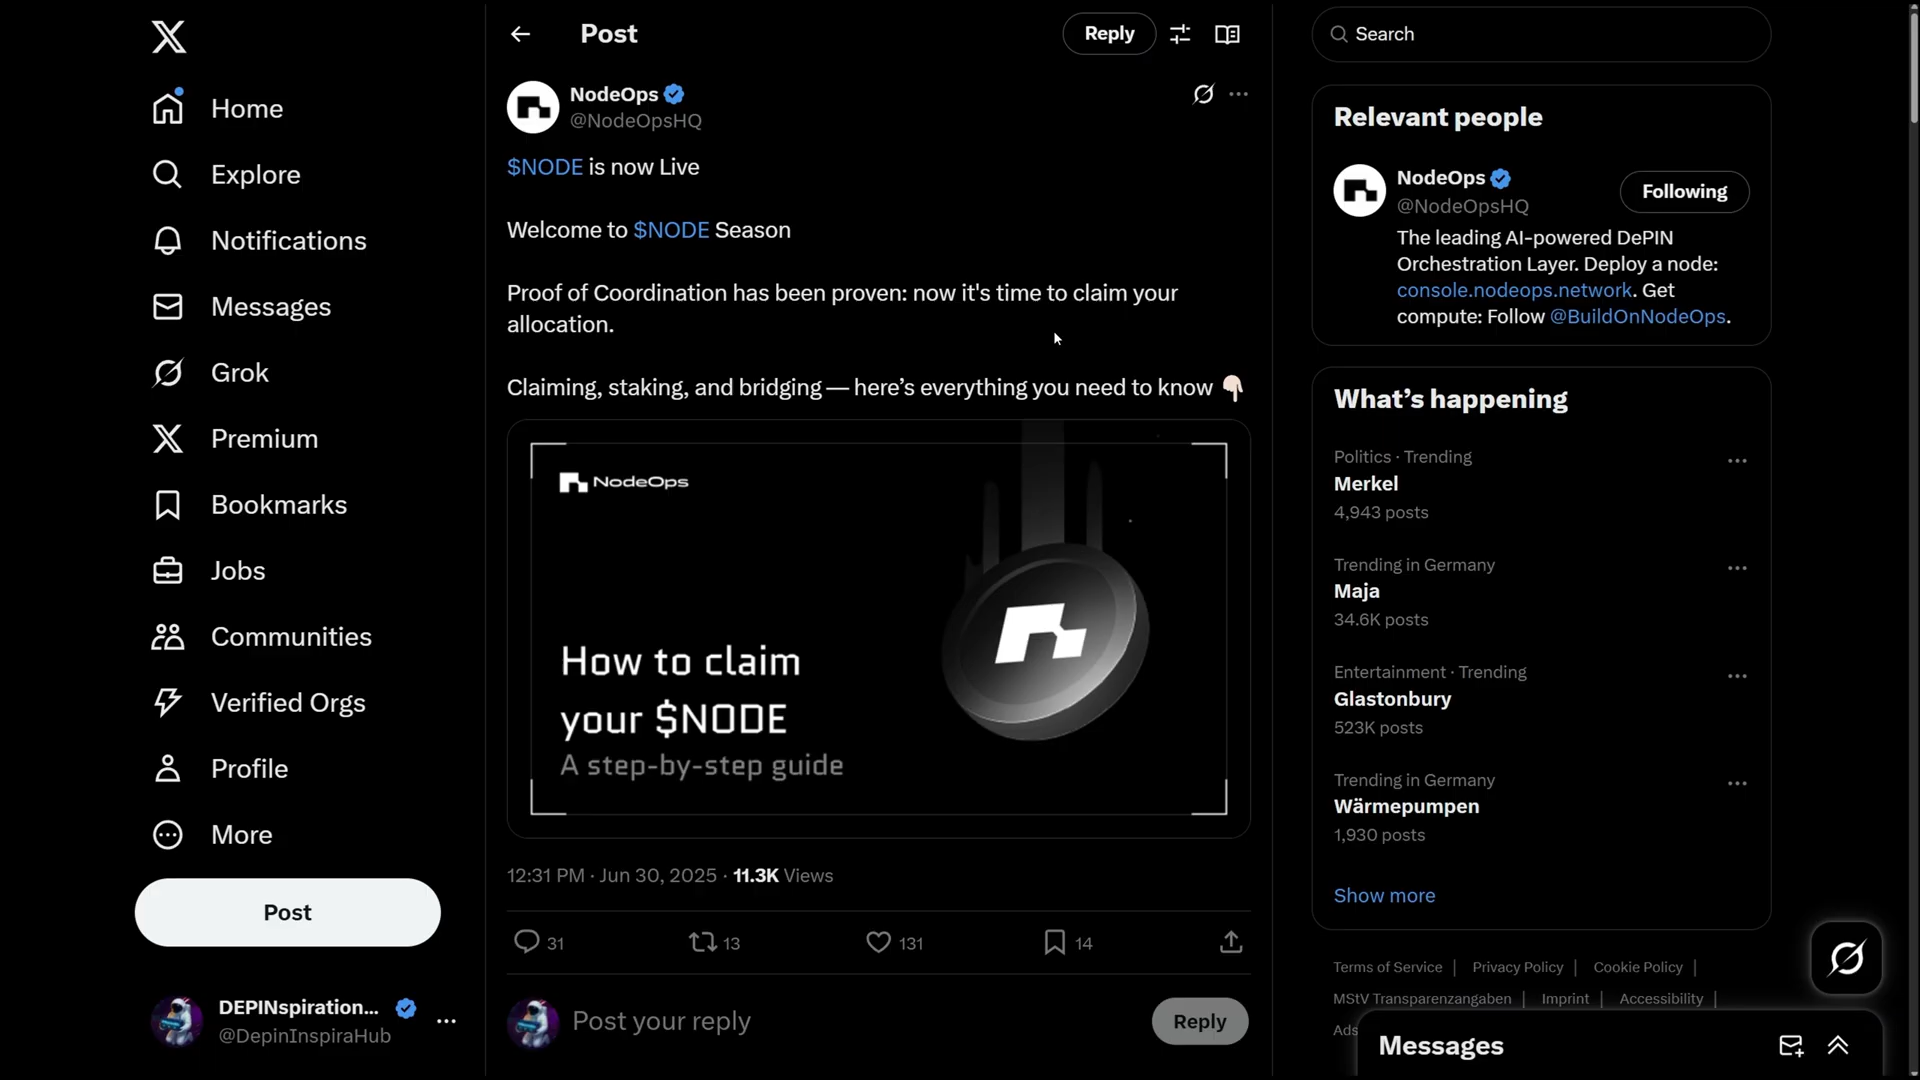 Home
Explore
Notifications
Messages
Grok
Premium
Bookmarks
Jobs
Communities
Verified Orgs
Profile
More
Post
DEPINspiration...
@DepinInspiraHub
Post
Reply
NodeOps
@NodeOpsHQ
$NODE is now Live
Welcome to $NODE Season
Proof of Coordination has been proven: now it's time to claim your
allocation.
Claiming, staking, and bridging — here's everything you need to know
NodeOps
How to claim
your $NODE
A step-by-step guide
12:31 PM · Jun 30, 2025 · 11.3K Views
31
13
131
14
Post your reply
Reply
Search
Relevant people
NodeOps
@NodeOpsHQ
Following
The leading AI-powered DePIN
Orchestration Layer. Deploy a node:
console.nodeops.network. Get
compute: Follow @BuildOnNodeOps.
What's happening
Politics · Trending
Merkel
4,943 posts
Trending in Germany
Maja
34.6K posts
Entertainment · Trending
Glastonbury
523K posts
Trending in Germany
Wärmepumpen
1,930 posts
Show more
Terms of Service | Privacy Policy | Cookie Policy |
MStV Transparenzangaben | Imprint | Accessibility |
Ads
Messages